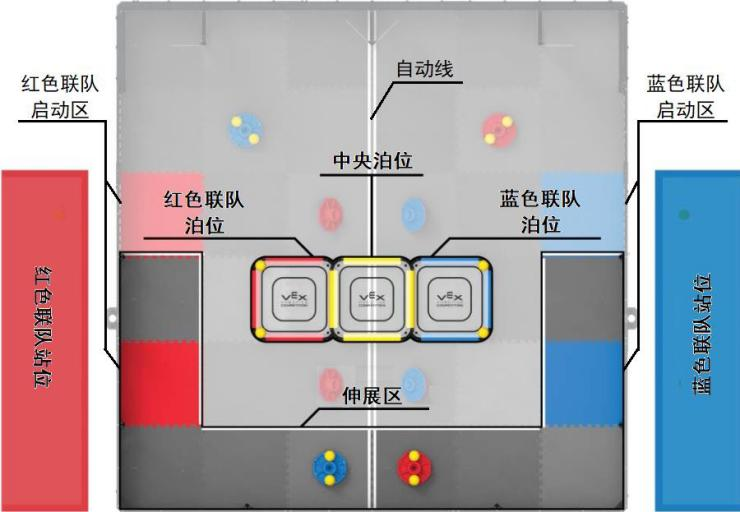 自动线
红色联队
启动区
蓝色联队
启动区
中央泊位
红色联队
泊位
蓝色联队
泊位
VEX
VEX
VEX
红色联队站位
蓝色联队站位
伸展区